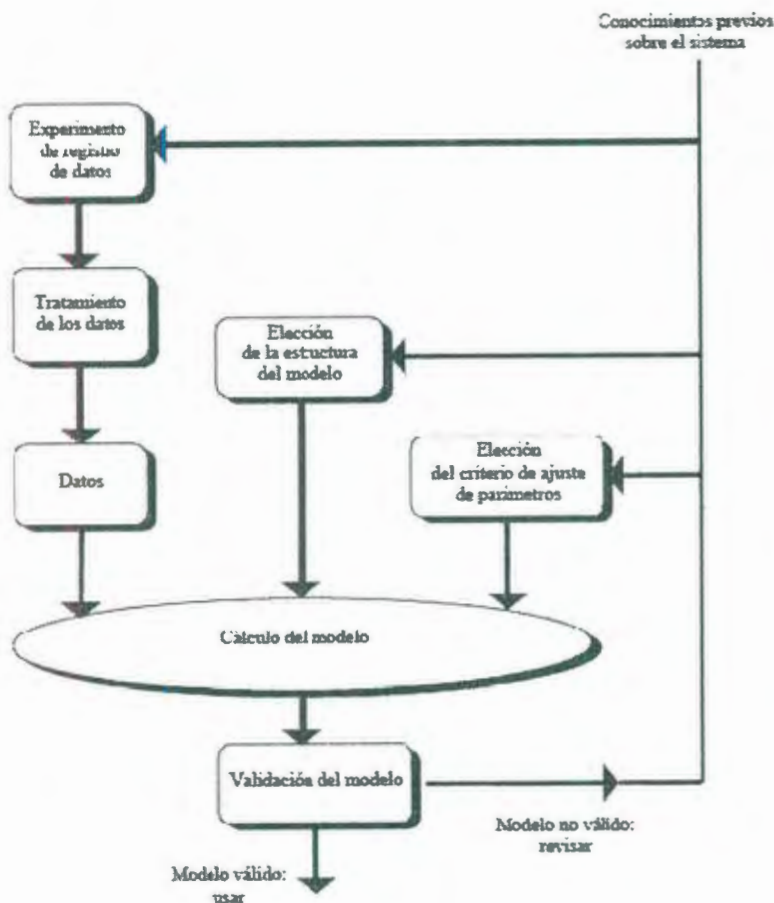 Conocimientos previos
sobre el sistema
Experimento
de registro
de datos
Tratamiento
de los datos
Elección
de la estructura
del modelo
Elección
del criterio de ajuste
de parámetros
Datos
Cálculo del modelo
Validación del modelo
Modelo no válido:
revisar
Modelo válido:
usar